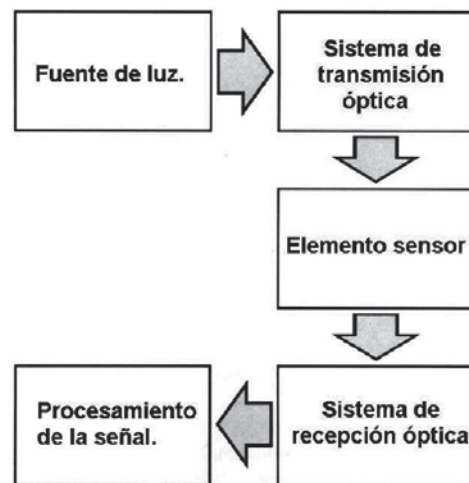 Fuente de luz.
Sistema de
transmisión
óptica
Elemento sensor
Sistema de
recepción óptica
Procesamiento
de la señal.